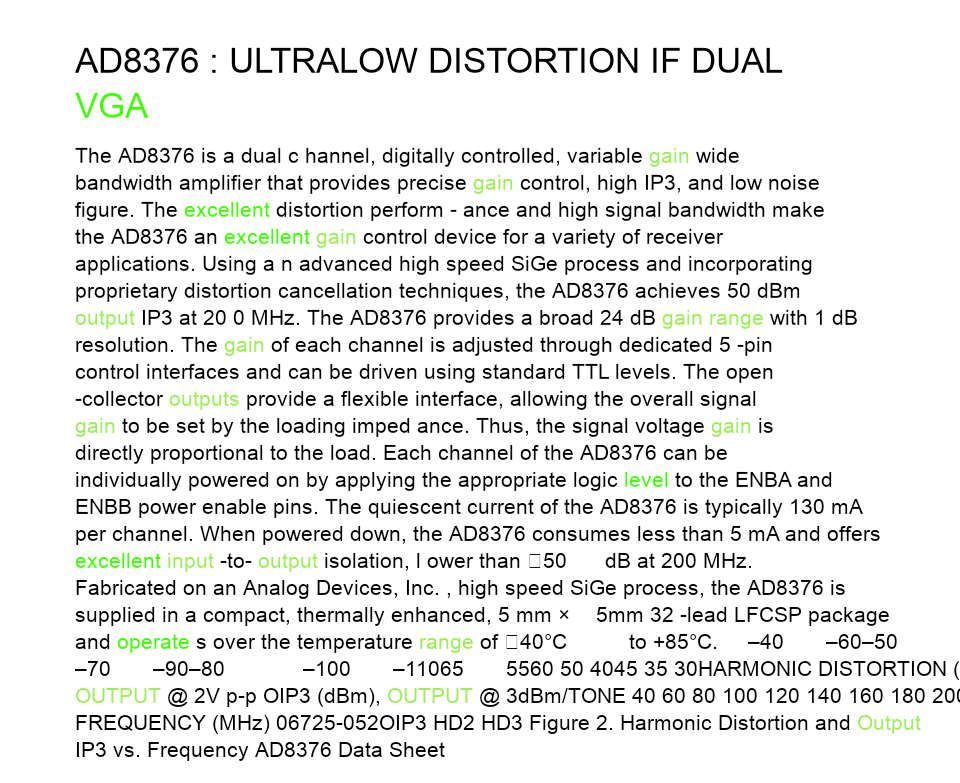 AD8376 : ULTRALOW DISTORTION IF DUAL
VGA
The AD8376 is a dual c hannel, digitally controlled, variable gain wide
bandwidth amplifier that provides precise gain control, high IP3, and low noise
figure. The excellent distortion perform - ance and high signal bandwidth make
the AD8376 an excellent gain control device for a variety of receiver
applications. Using a n advanced high speed SiGe process and incorporating
proprietary distortion cancellation techniques, the AD8376 achieves 50 dBm
output IP3 at 20 0 MHz. The AD8376 provides a broad 24 dB gain range with 1 dB
resolution. The gain of each channel is adjusted through dedicated 5 -pin
control interfaces and can be driven using standard TTL levels. The open
-collector outputs provide a flexible interface, allowing the overall signal
gain to be set by the loading imped ance. Thus, the signal voltage gain is
directly proportional to the load. Each channel of the AD8376 can be
individually powered on by applying the appropriate logic level to the ENBA and
ENBB power enable pins. The quiescent current of the AD8376 is typically 130 mA
per channel. When powered down, the AD8376 consumes less than 5 mA and offers
excellent input -to- output isolation, l ower than □50 dB at 200 MHz.
Fabricated on an Analog Devices, Inc. , high speed SiGe process, the AD8376 is
supplied in a compact, thermally enhanced, 5 mm × 5mm 32 -lead LFCSP package
and operate s over the temperature range of □40°C to +85°C. –40 –60–50
–70 –90–80 –100 –11065 5560 50 4045 35 30HARMONIC DISTORTION (
OUTPUT @ 2V p-p OIP3 (dBm), OUTPUT @ 3dBm/TONE 40 60 80 100 120 140 160 180 200
FREQUENCY (MHz) 06725-052OIP3 HD2 HD3 Figure 2. Harmonic Distortion and Output
IP3 vs. Frequency AD8376 Data Sheet